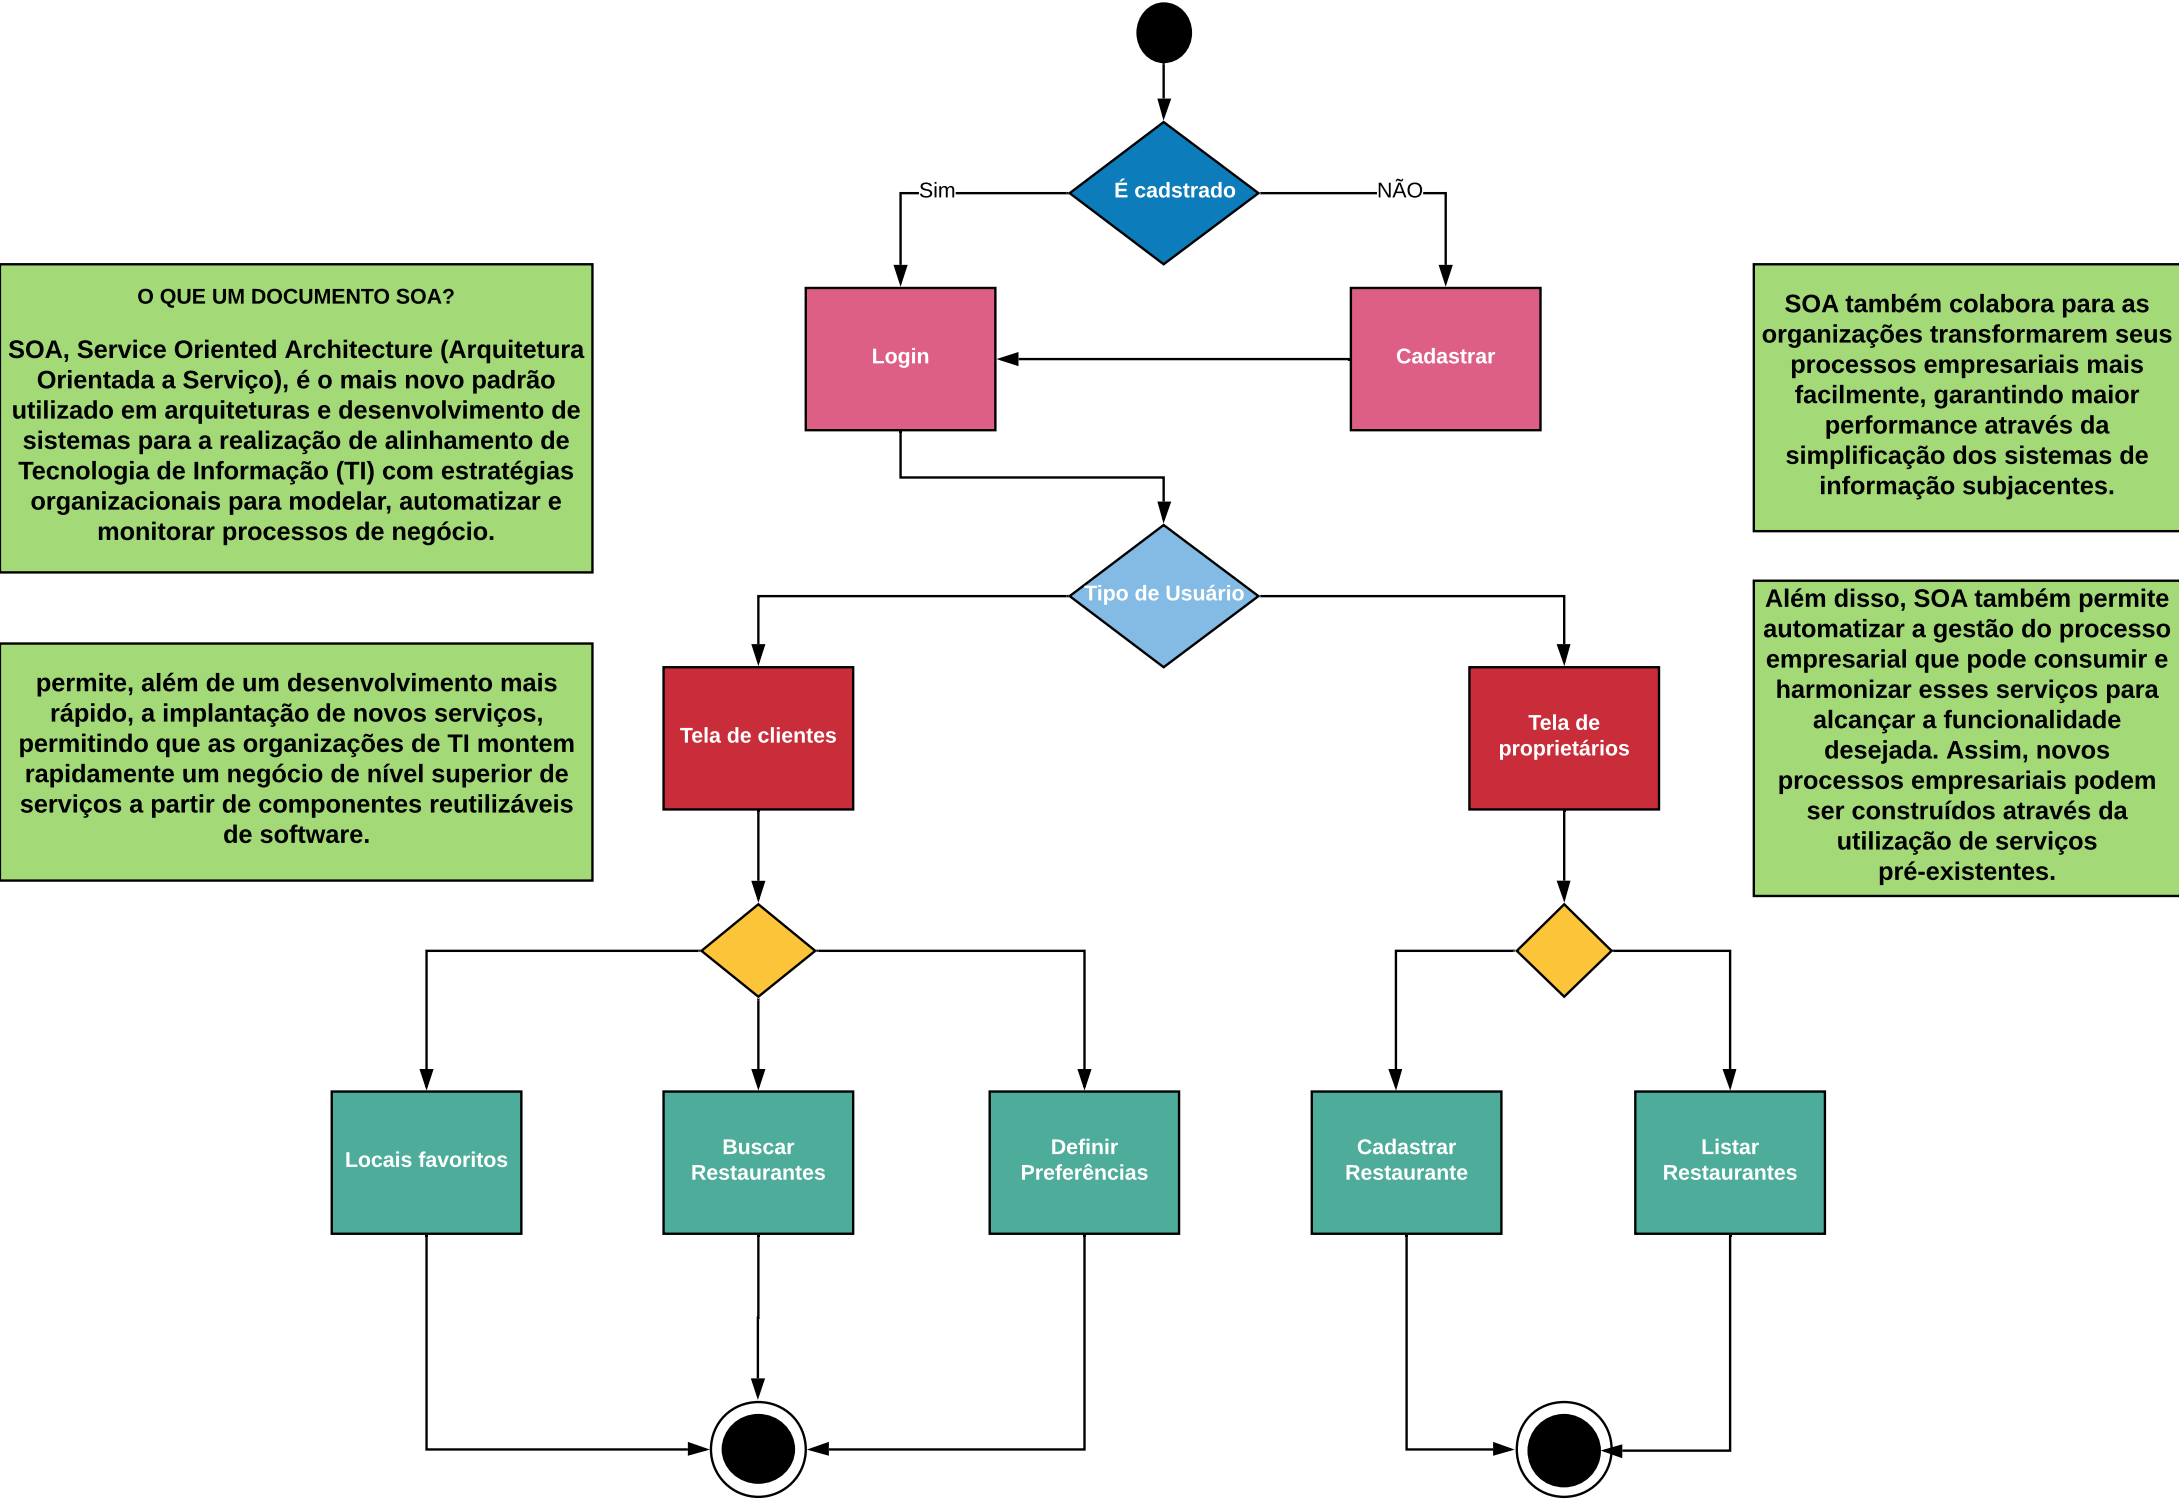 É cadstrado
Sim
NÃO
O QUE UM DOCUMENTO SOA?
SOA, Service Oriented Architecture (Arquitetura
Orientada a Serviço), é o mais novo padrão
utilizado em arquiteturas e desenvolvimento de
sistemas para a realização de alinhamento de
Tecnologia de Informação (TI) com estratégias
organizacionais para modelar, automatizar e
monitorar processos de negócio.
Login
Cadastrar
SOA também colabora para as
organizações transformarem seus
processos empresariais mais
facilmente, garantindo maior
performance através da
simplificação dos sistemas de
informação subjacentes.
Tipo de Usuário
permite, além de um desenvolvimento mais
rápido, a implantação de novos serviços,
permitindo que as organizações de TI montem
rapidamente um negócio de nível superior de
serviços a partir de componentes reutilizáveis
de software.
Tela de clientes
Tela de
proprietários
Além disso, SOA também permite
automatizar a gestão do processo
empresarial que pode consumir e
harmonizar esses serviços para
alcançar a funcionalidade
desejada. Assim, novos
processos empresariais podem
ser construídos através da
utilização de serviços
pré-existentes.
Locais favoritos
Buscar
Restaurantes
Definir
Preferências
Cadastrar
Restaurante
Listar
Restaurantes